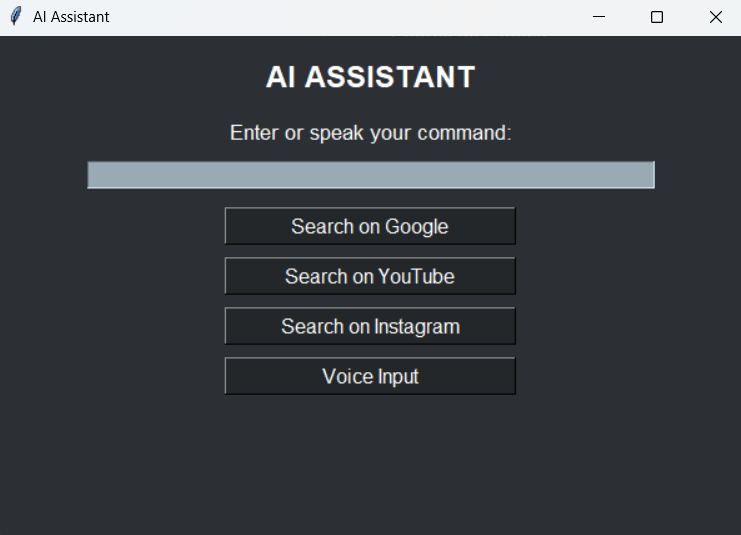 AI Assistant
AI ASSISTANT
Enter or speak your command:
Search on Google
Search on YouTube
Search on Instagram
Voice Input